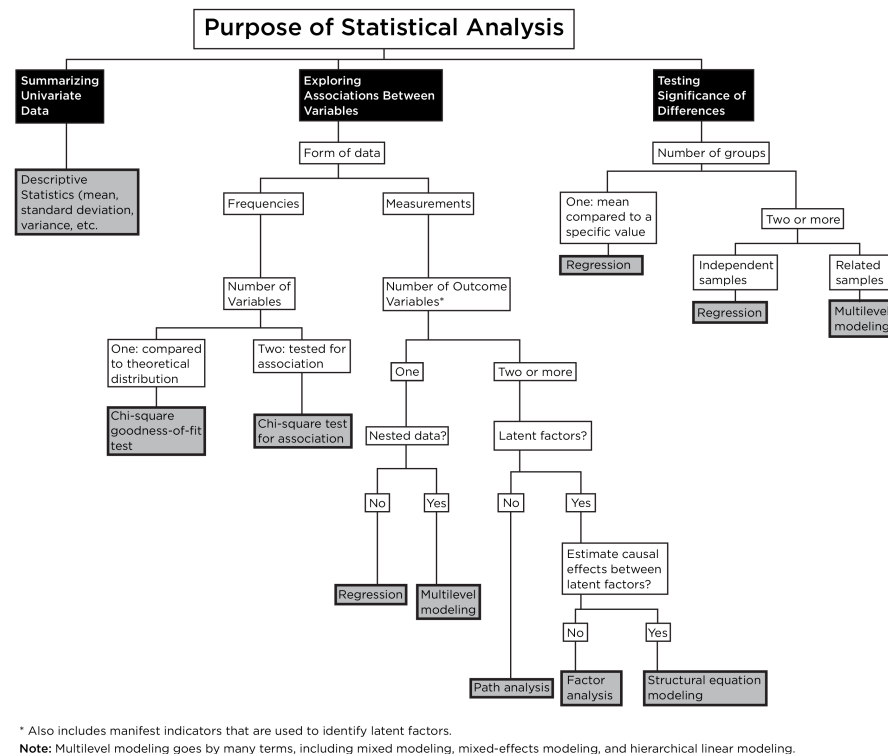 Purpose of Statistical Analysis
Summarizing
Univariate
Data
Descriptive
Statistics (mean,
standard deviation,
variance, etc.
Exploring
Associations Between
Variables
Form of data
Frequencies
Number of
Variables
One: compared
to theoretical
distribution
Chi-square
goodness-of-fit
test
Two: tested for
association
Chi-square test
for association
Measurements
Number of Outcome
Variables*
One
Nested data?
No
Regression
Yes
Multilevel
modeling
Two or more
Latent factors?
No
Path analysis
Yes
Estimate causal
effects between
latent factors?
No
Factor
analysis
Yes
Structural equation
modeling
Testing
Significance of
Differences
Number of groups
One: mean
compared to a
specific value
Regression
Two or more
Independent
samples
Regression
Related
samples
Multilevel
modeling
* Also includes manifest indicators that are used to identify latent factors.
Note: Multilevel modeling goes by many terms, including mixed modeling, mixed-effects modeling, and hierarchical linear modeling.